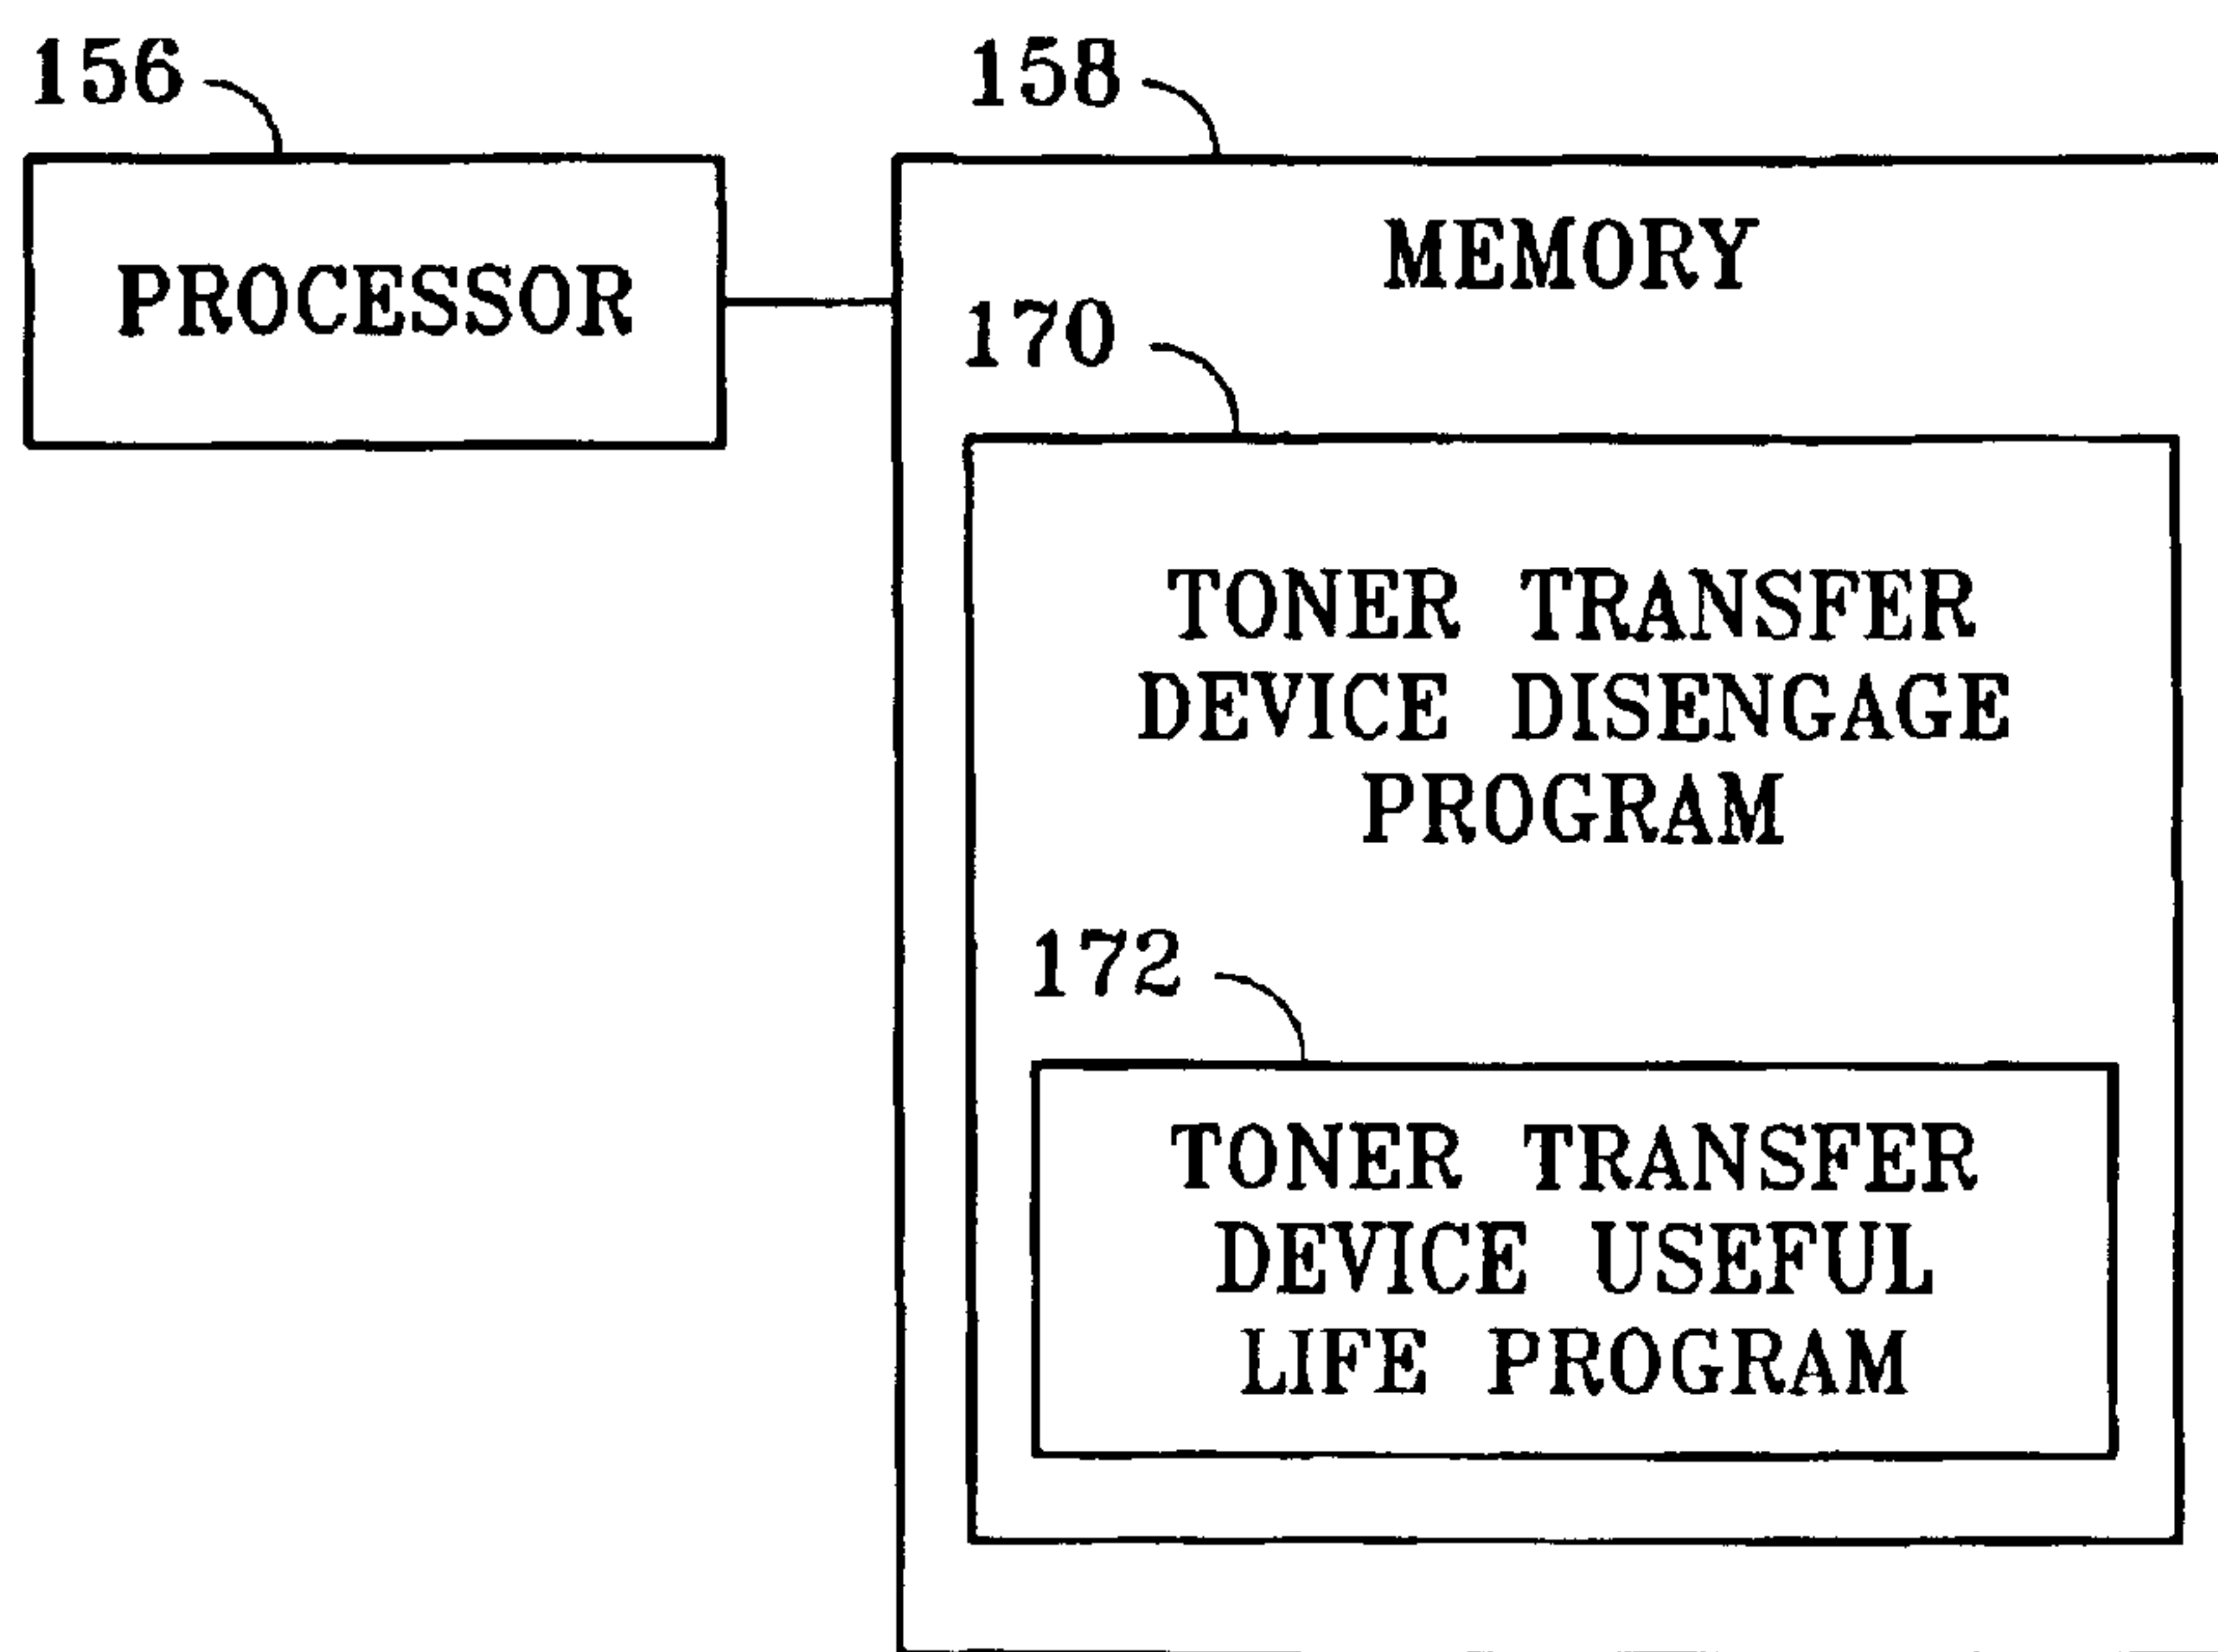 156
158
PROCESSOR
MEMORY
170
TONER TRANSFER
DEVICE DISENGAGE
PROGRAM
172
TONER TRANSFER
DEVICE USEFUL
LIFE PROGRAM